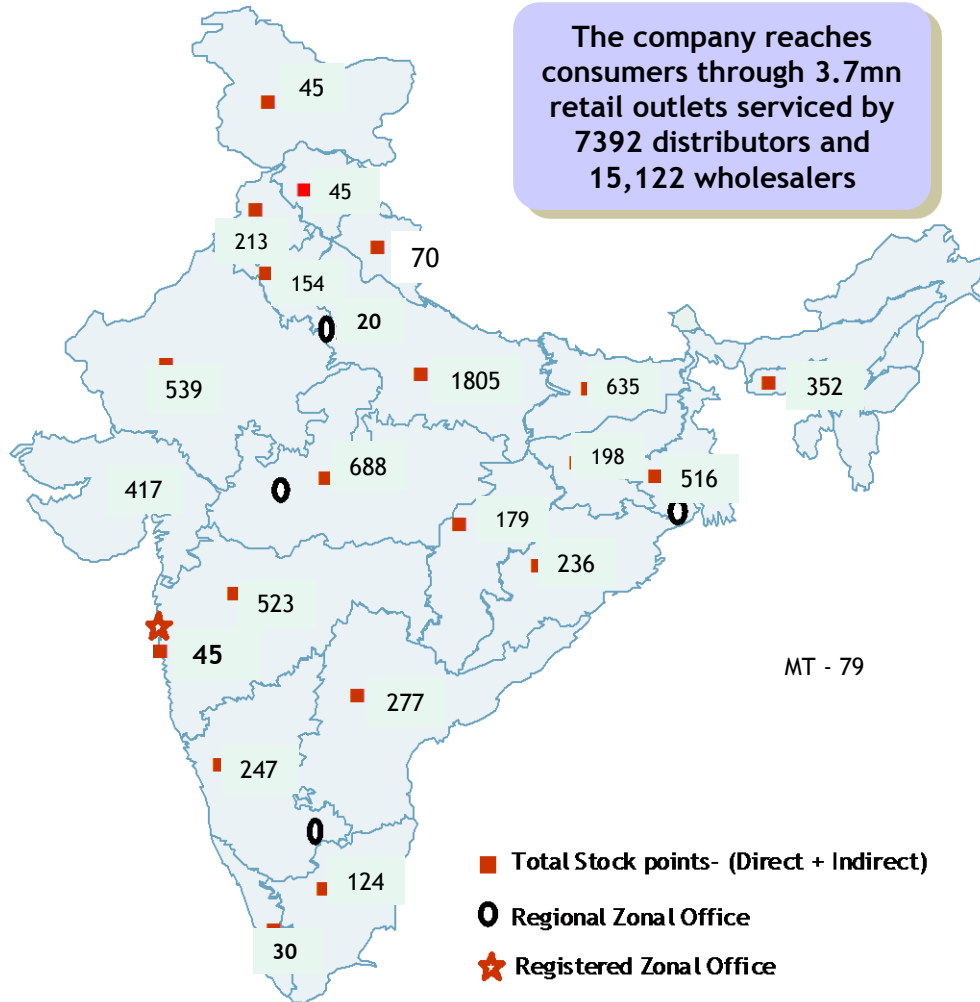 The company reaches
consumers through 3.7mn
retail outlets serviced by
7392 distributors and
15,122 wholesalers
45
45
213
70
154
20
539
1805
635
352
688
198
516
417
179
236
523
45
MT - 79
277
247
124
30
Total Stock points- (Direct + Indirect)
Regional Zonal Office
Registered Zonal Office